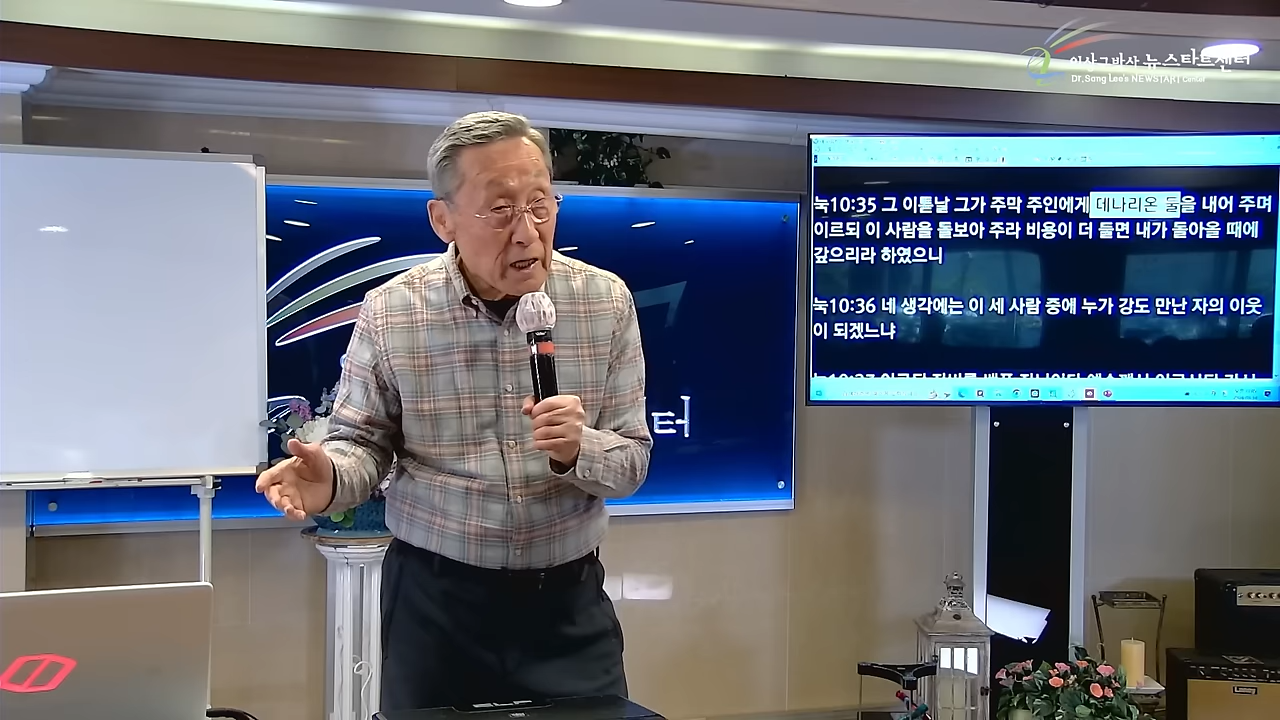 이상구박사 뉴스타트센터
Dr.Sang Lee's NEWSTART Center
눅10:35 그 이튿날 그가 주막 주인에게 데나리온 둘을 내어 주며
이르되 이 사람을 돌보아 주라 비용이 더 들면 내가 돌아올 때에
갚으리라 하였으니
눅10:36 네 생각에는 이 세 사람 중에 누가 강도 만난 자의 이웃
이 되겠느냐
터